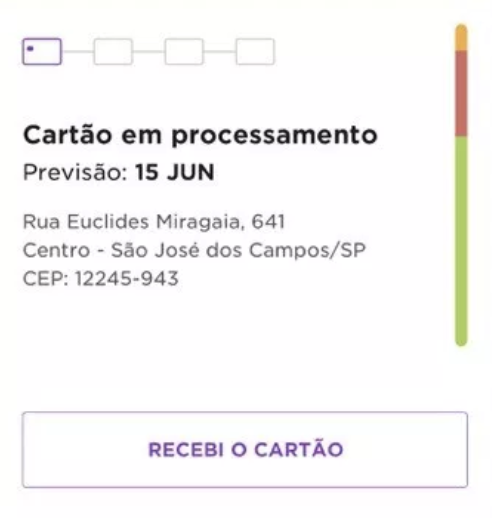 Cartão em processamento
Previsão: 15 JUN
Rua Euclides Miragaia, 641
Centro - São José dos Campos/SP
CEP: 12245-943
RECEBI O CARTÃO